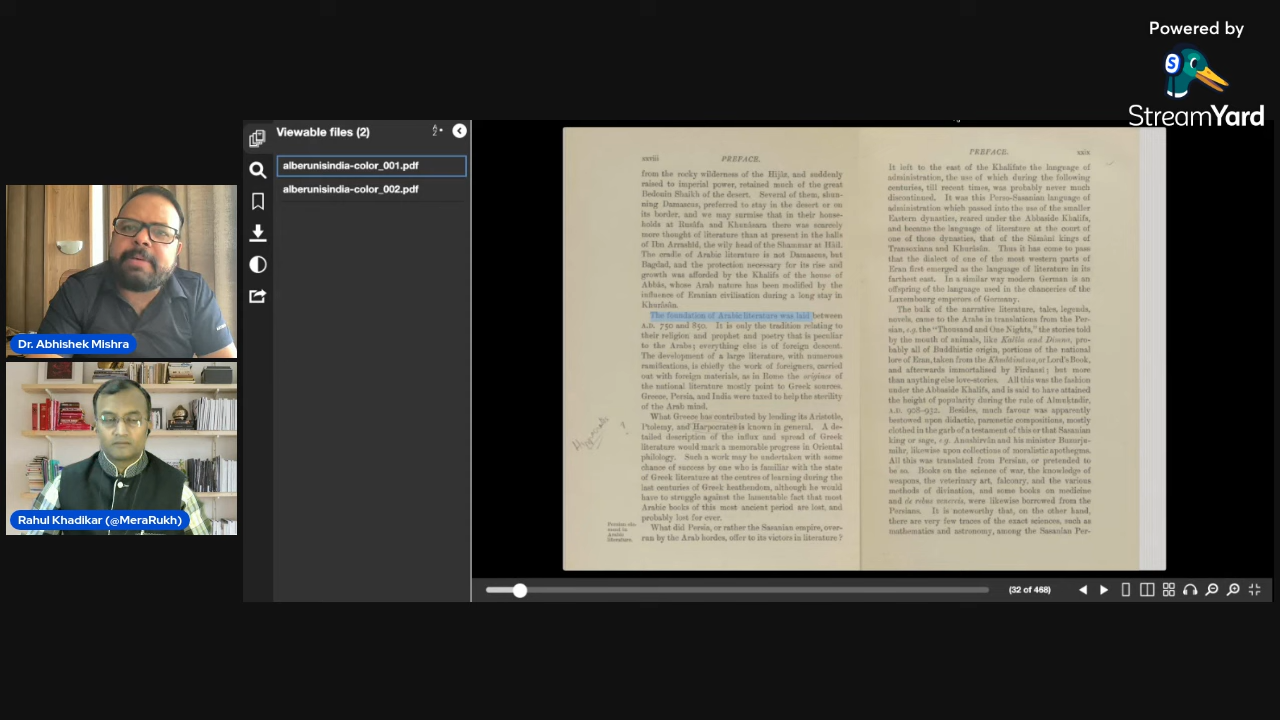 Powered by
StreamYard
Viewable files (2)
alberunisindia-color_001.pdf
alberunisindia-color_002.pdf
Dr. Abhishek Mishra
Rahul Khadikar (@MeraRukh)
xxviii PREFACE.
from the rocky wilderness of the Hijâz, and suddenly
raised to imperial power, retained much of the great
Bedouin Shaikh of the desert. Several of them, shun-
ning Damascus, preferred to stay in the desert or on
its border, and we may surmise that in their house-
holds at Rusâfa and Khunâsara there was scarcely
more thought of literature than at present in the halls
of Ibn Arrashîd, the wily head of the Shammar at Hâil.
The cradle of Arabic literature is not Damascus, but
Bagdad, and the protection necessary for its rise and
growth was afforded by the Khalifs of the house of
Abbâs, whose Arab nature has been modified by the
influence of Eranian civilisation during a long stay in
Khurâsân.
The foundation of Arabic literature was laid between
A.D. 750 and 850. It is only the tradition relating to
their religion and prophet and poetry that is peculiar
to the Arabs; everything else is of foreign descent.
The development of a large literature, with numerous
ramifications, is chiefly the work of foreigners, carried
out with foreign materials, as in Rome the origines of
the national literature mostly point to Greek sources.
Greece, Persia, and India were taxed to help the sterility
of the Arab mind.
What Greece has contributed by lending its Aristotle,
Ptolemy, and Harpocrates is known in general. A de-
tailed description of the influx and spread of Greek
literature would mark a memorable progress in Oriental
philology. Such a work may be undertaken with some
chance of success by one who is familiar with the state
of Greek literature at the centres of learning during the
last centuries of Greek heathendom, although he would
have to struggle against the lamentable fact that most
Arabic books of this most ancient period are lost, and
probably lost for ever.
What did Persia, or rather the Sasanian empire, over-
ran by the Arab hordes, offer to its victors in literature?
Persian element in
Arabic
literature.
PREFACE. xxix
It left to the east of the Khalifate the language of
administration, the use of which during the following
centuries, till recent times, was probably never much
discontinued. It was this Perso-Sasanian language of
administration which passed into the use of the smaller
Eastern dynasties, reared under the Abbaside Khalifs,
and became the language of literature at the court of
one of those dynasties, that of the Sâmânî kings of
Transoxiana and Khurâsân. Thus it has come to pass
that the dialect of one of the most western parts of
Eran first emerged as the language of literature in its
farthest east. In a similar way modern German is an
offspring of the language used in the chanceries of the
Luxembourg emperors of Germany.
The bulk of the narrative literature, tales, legends,
novels, came to the Arabs in translations from the Per-
sian, e.g. the "Thousand and One Nights," the stories told
by the mouth of animals, like Kalîla and Dimna, pro-
bably all of Buddhistic origin, portions of the national
lore of Eran, taken from the Khudâinâma, or Lord's Book,
and afterwards immortalised by Firdausî; but more
than anything else love-stories. All this was the fashion
under the Abbaside Khalifs, and is said to have attained
the height of popularity during the rule of Almuktadir,
A.D. 908-932. Besides, much favour was apparently
bestowed upon didactic, parænetic compositions, mostly
clothed in the garb of a testament of this or that Sasanian
king or sage, e.g. Anushirvân and his minister Buzurja-
mihr, likewise upon collections of moralistic apothegms.
All this was translated from Persian, or pretended to
be so. Books on the science of war, the knowledge of
weapons, the veterinary art, falconry, and the various
methods of divination, and some books on medicine
and de rebus venereis, were likewise borrowed from the
Persians. It is noteworthy that, on the other hand,
there are very few traces of the exact sciences, such as
mathematics and astronomy, among the Sasanian Per-
(32 of 468)